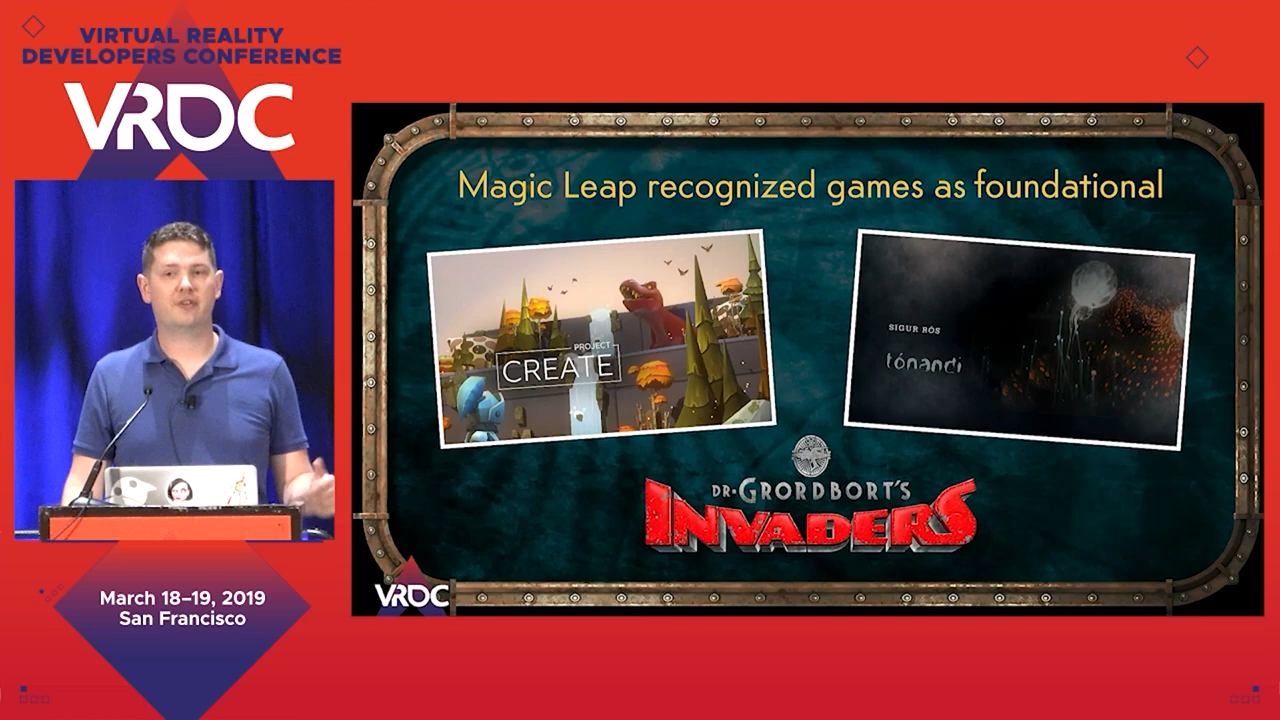 VIRTUAL REALITY
DEVELOPERS CONFERENCE
VRDC
March 18–19, 2019
San Francisco
Magic Leap recognized games as foundational
PROJECT
CREATE
SIGUR RÓS
tónandi
DR. GRORDBORT'S
INVADERS
VRDC